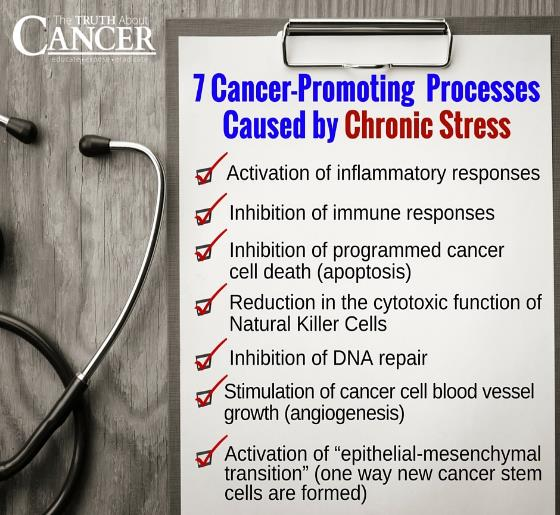 The TRUTH About
CANCER
educate•expose•eradicate
7 Cancer-Promoting Processes
Caused by Chronic Stress
Activation of inflammatory responses
Inhibition of immune responses
Inhibition of programmed cancer
cell death (apoptosis)
Reduction in the cytotoxic function of
Natural Killer Cells
Inhibition of DNA repair
Stimulation of cancer cell blood vessel
growth (angiogenesis)
Activation of “epithelial-mesenchymal
transition” (one way new cancer stem
cells are formed)